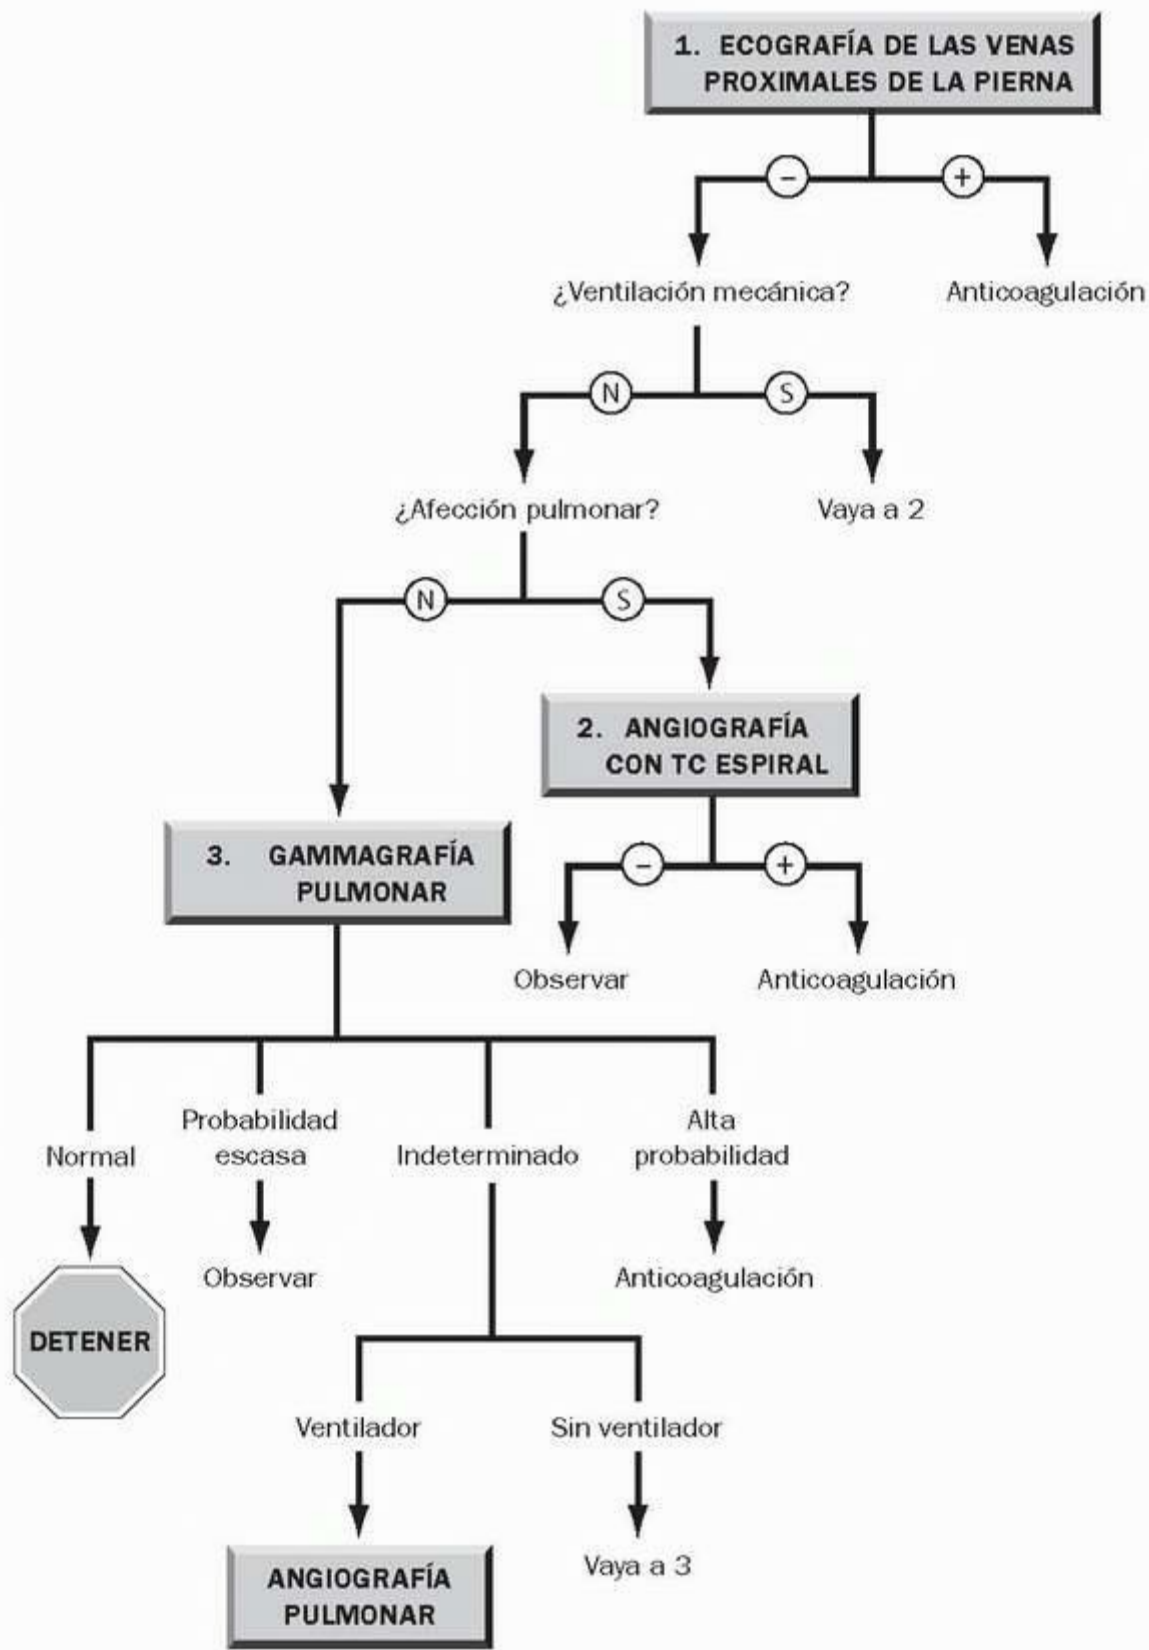 1. ECOGRAFÍA DE LAS VENAS
PROXIMALES DE LA PIERNA
–
+
¿Ventilación mecánica?
Anticoagulación
N
S
¿Afección pulmonar?
Vaya a 2
N
S
2. ANGIOGRAFÍA
CON TC ESPIRAL
3. GAMMAGRAFÍA
PULMONAR
–
+
Observar
Anticoagulación
Normal
Probabilidad
escasa
Indeterminado
Alta
probabilidad
DETENER
Observar
Anticoagulación
Ventilador
Sin ventilador
ANGIOGRAFÍA
PULMONAR
Vaya a 3